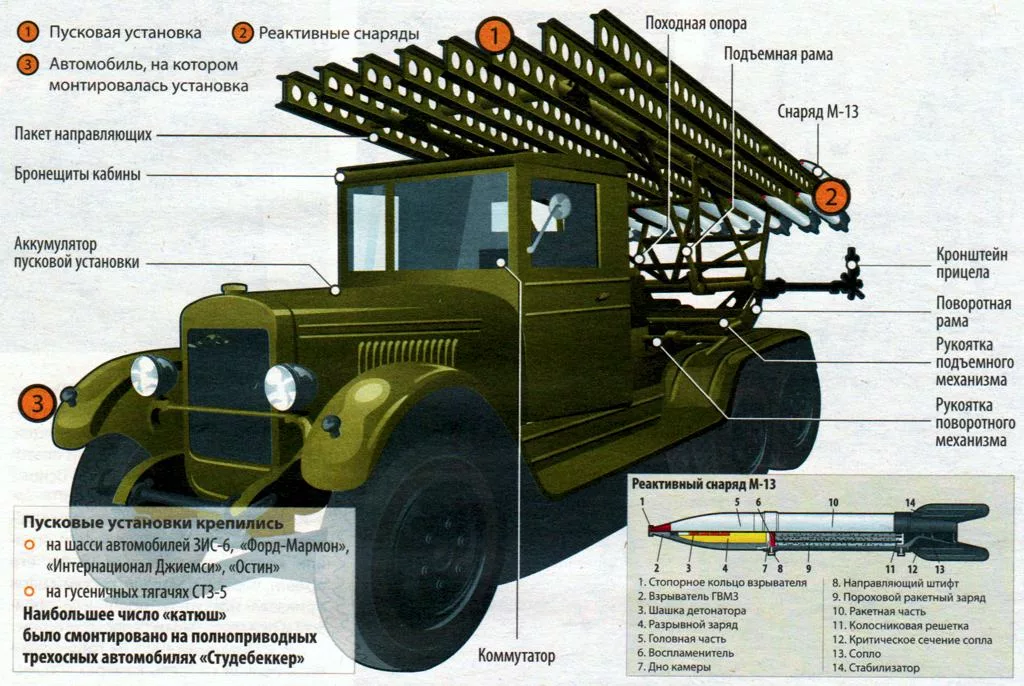 1 Пусковая установка
2 Реактивные снаряды
3 Автомобиль, на котором
монтировалась установка
Походная опора
Подъемная рама
Снаряд М-13
1
2
3
Пакет направляющих
Бронещиты кабины
Аккумулятор
пусковой установки
Кронштейн
прицела
Поворотная
рама
Рукоятка
подъемного
механизма
Рукоятка
поворотного
механизма
Коммутатор
Пусковые установки крепились
на шасси автомобилей ЗИС-6, «Форд-Мармон»,
«Интернационал Джиемси», «Остин»
на гусеничных тягачах СТЗ-5
Наибольшее число «катюш»
было смонтировано на полноприводных
трехосных автомобилях «Студебеккер»
Реактивный снаряд М-13
1 5 6 10 14
2 3 4 7 8 9 11 12 13
1. Стопорное кольцо взрывателя
2. Взрыватель ГВМЗ
3. Шашка детонатора
4. Разрывной заряд
5. Головная часть
6. Воспламенитель
7. Дно камеры
8. Направляющий штифт
9. Пороховой ракетный заряд
10. Ракетная часть
11. Колосниковая решетка
12. Критическое сечение сопла
13. Сопло
14. Стабилизатор